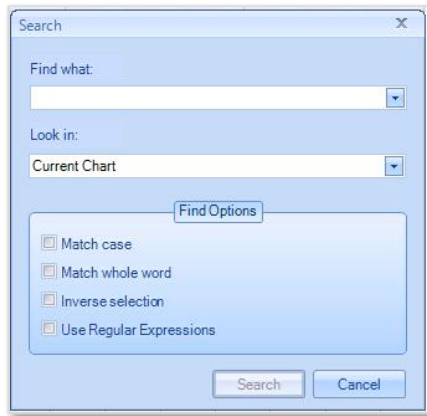 Search
Find what:
Look in:
Current Chart
Find Options
Match case
Match whole word
Inverse selection
Use Regular Expressions
Search Cancel